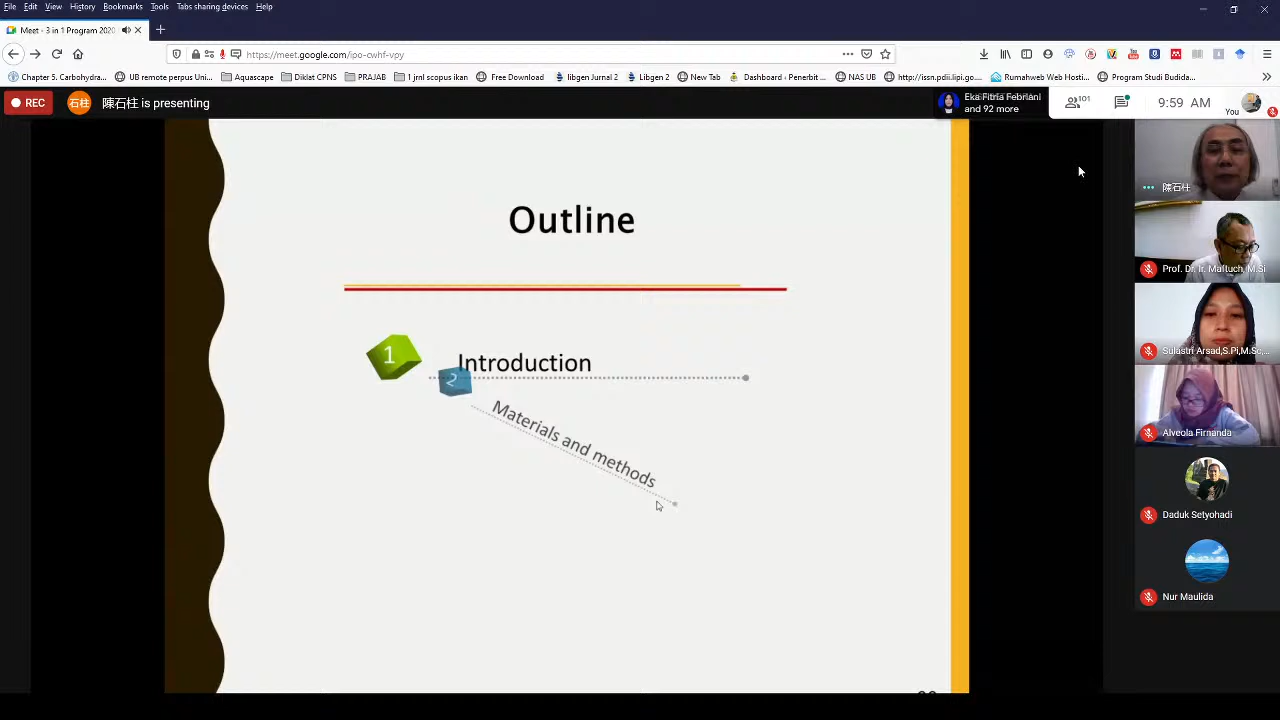 File Edit View History Bookmarks Tools Tabs sharing devices Help
Meet - 3 in 1 Program 2020
https://meet.google.com/ipo-cwhf-vpy
Chapter 5. Carbohydra... UB remote perpus Uni... Aquascape Diklat CPNS PRAJAB 1 jml scopus ikan Free Download libgen Jurnal 2 Libgen 2 New Tab Dashboard ‹ Penerbit ... NAS UB http://issn.pdii.lipi.go... Rumahweb Web Hosti... Program Studi Budida...
REC
石柱
陳石柱 is presenting
Eka Fitria Febriani
and 92 more
101
9:59 AM
You
Outline
1
Introduction
2
Materials and methods
陳石柱
Prof. Dr. Ir. Maftuch, M.Si
Sulastri Arsad,S.Pi,M.Sc,...
Alveola Firnanda
Daduk Setyohadi
Nur Maulida